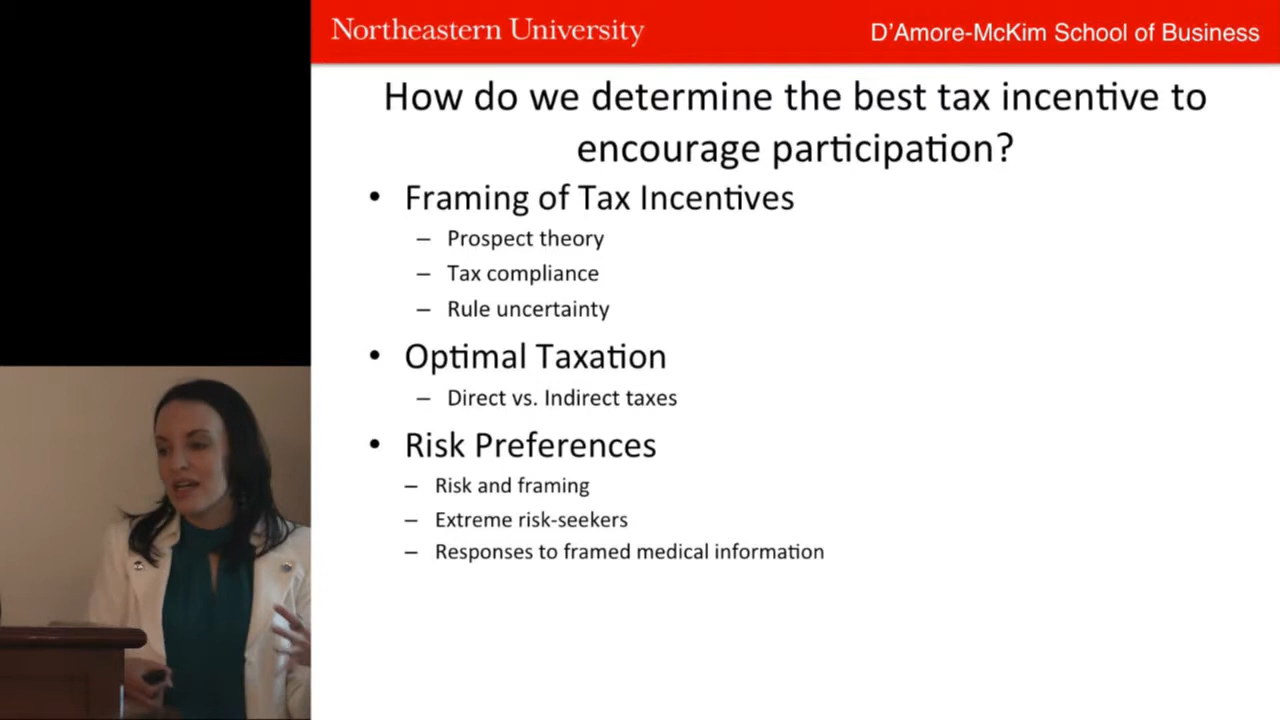 Northeastern University
D'Amore-McKim School of Business
How do we determine the best tax incentive to
encourage participation?
• Framing of Tax Incentives
– Prospect theory
– Tax compliance
– Rule uncertainty
• Optimal Taxation
– Direct vs. Indirect taxes
• Risk Preferences
– Risk and framing
– Extreme risk-seekers
– Responses to framed medical information